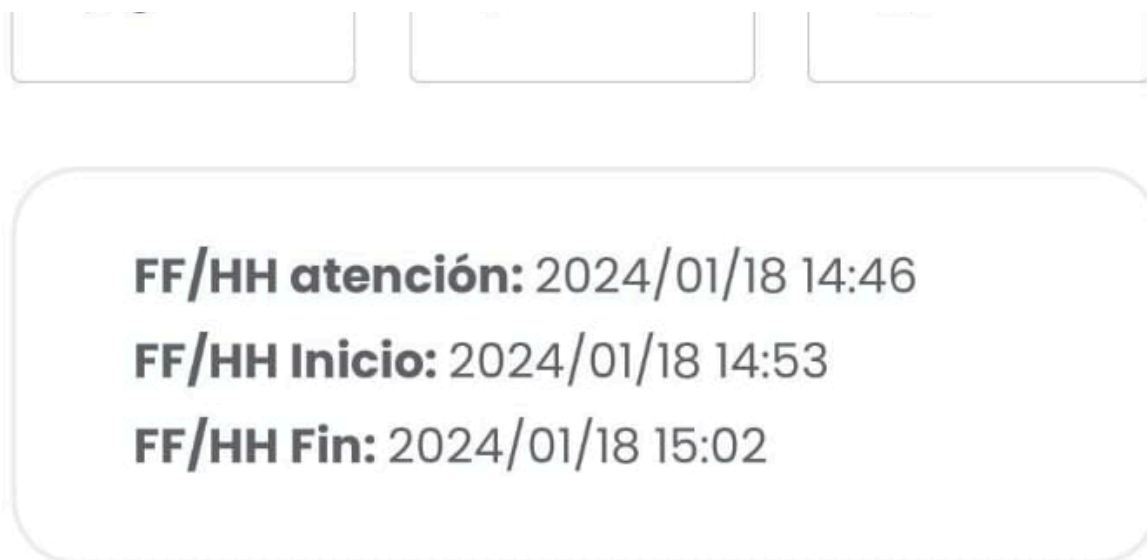 FF/HH atención: 2024/01/18 14:46
FF/HH Inicio: 2024/01/18 14:53
FF/HH Fin: 2024/01/18 15:02